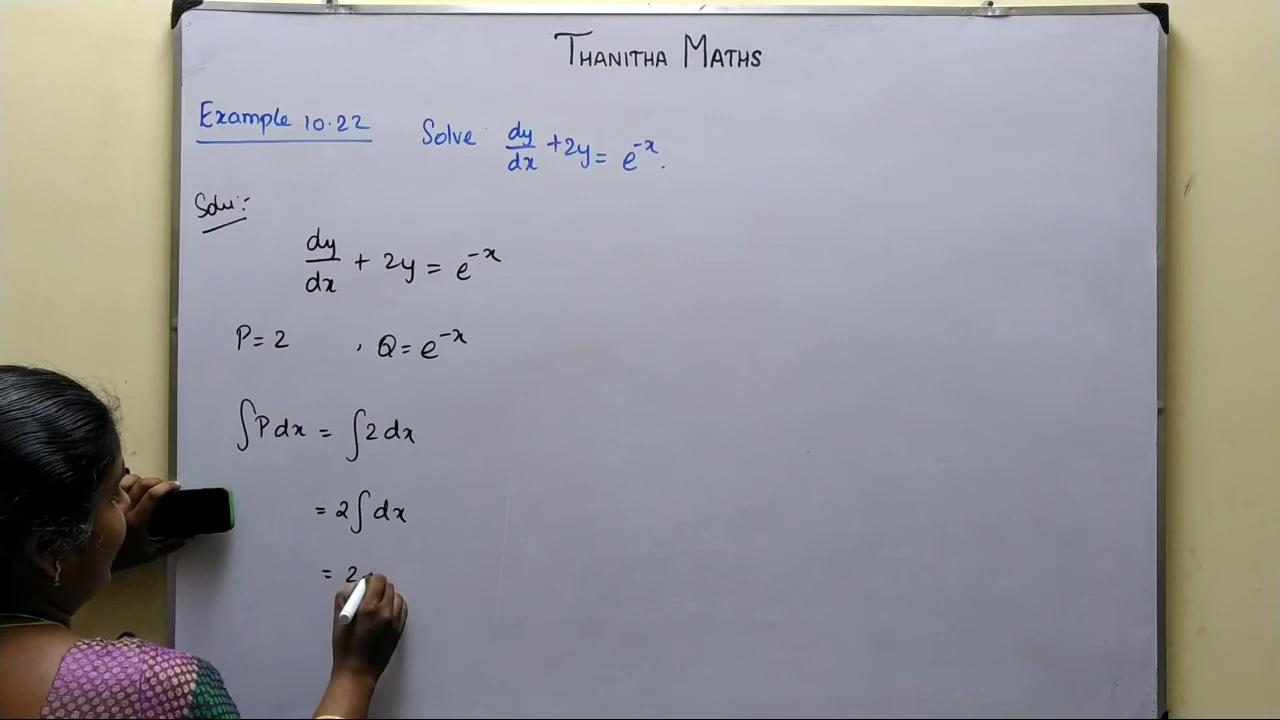 THANITHA MATHS
Example 10.22 Solve dy/dx + 2y = e^-x.
Solu:-
dy/dx + 2y = e^-x
P = 2 , Q = e^-x
∫P dx = ∫2 dx
= 2∫dx
= 2